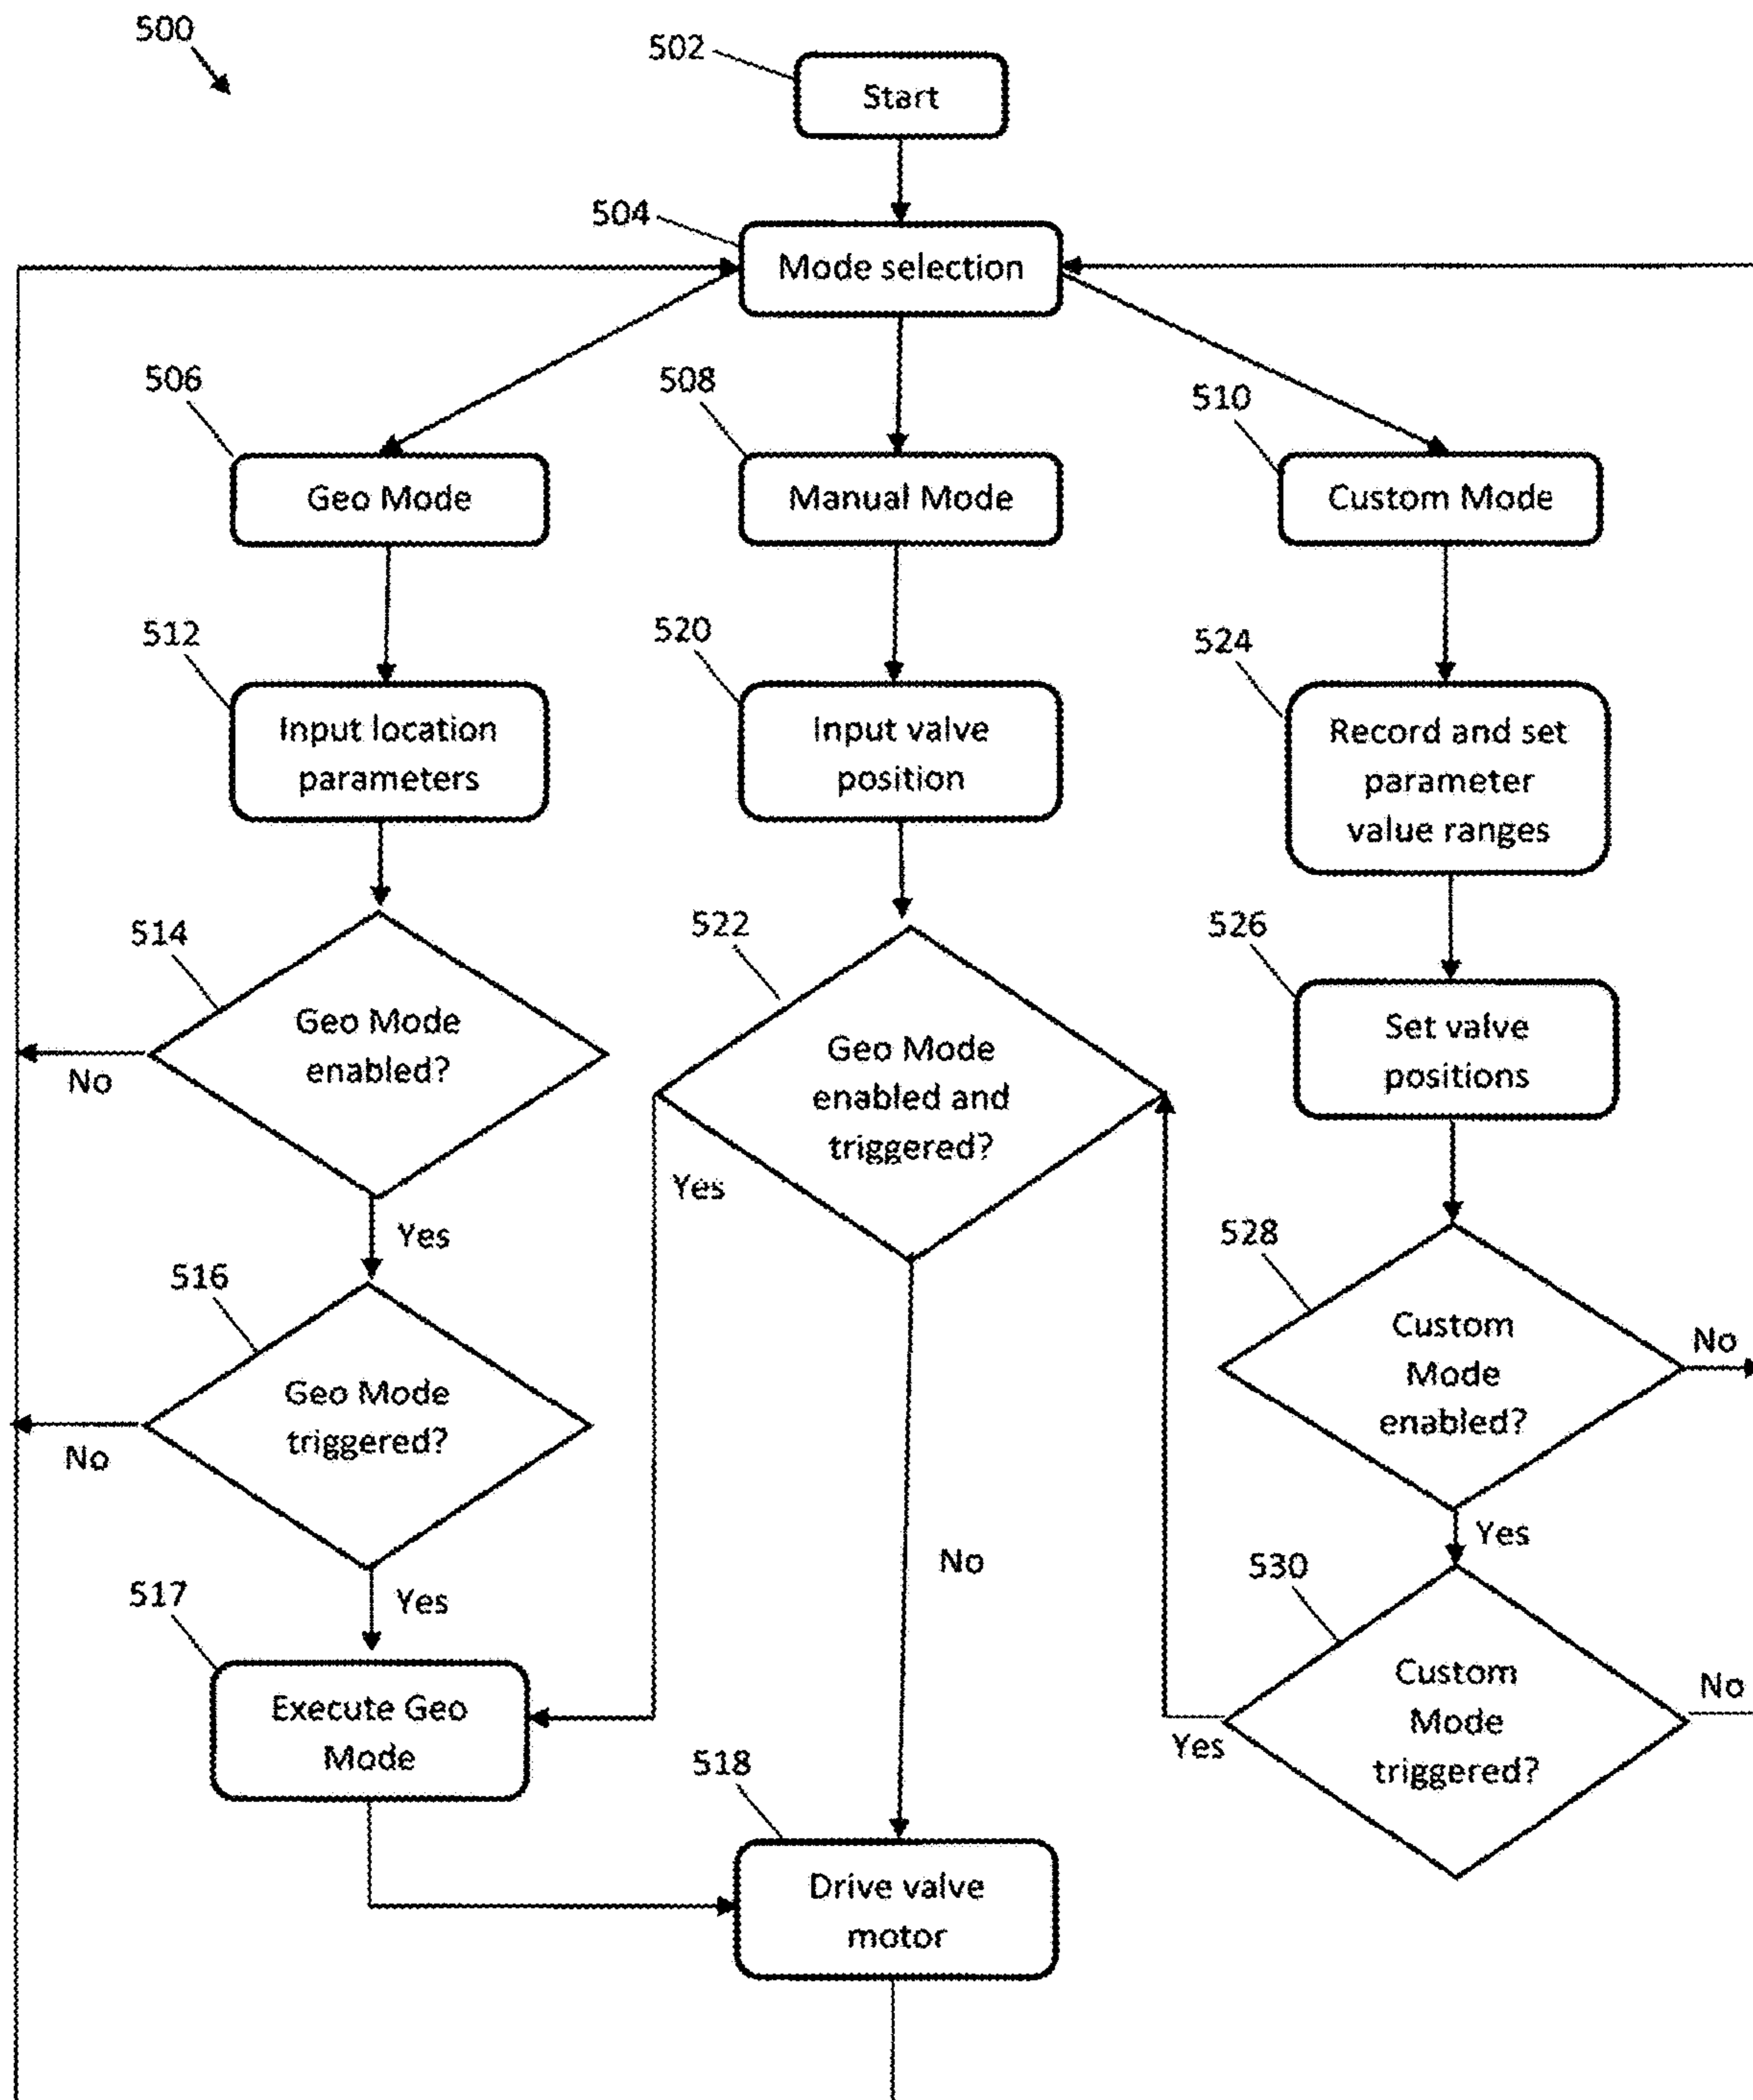 500
502
Start
504
Mode selection
506
508
510
Geo Mode
Manual Mode
Custom Mode
512
520
524
Input location
parameters
Input valve
position
Record and set
parameter
value ranges
514
522
526
Geo Mode
enabled?
No
Yes
Geo Mode
enabled and
triggered?
Yes
No
Set valve
positions
528
Custom
Mode
enabled?
No
Yes
516
Geo Mode
triggered?
No
Yes
530
Custom
Mode
triggered?
No
Yes
517
Execute Geo
Mode
518
Drive valve
motor